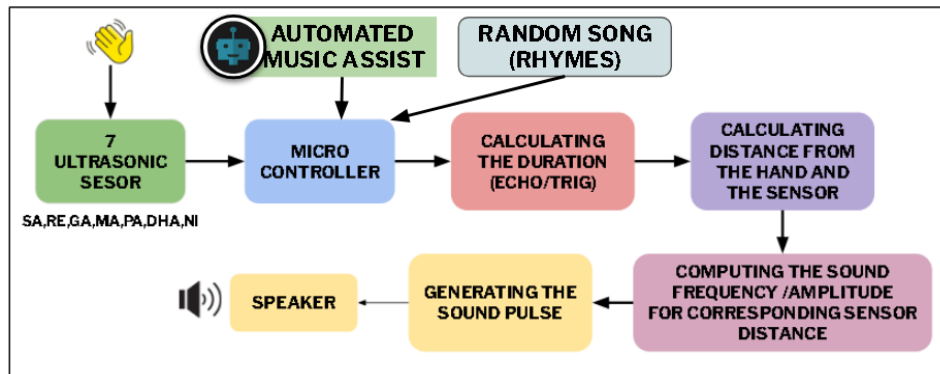 AUTOMATED
MUSIC ASSIST
RANDOM SONG
(RHYMES)
7
ULTRASONIC
SESOR
MICRO
CONTROLLER
CALCULATING
THE DURATION
(ECHO/TRIG)
CALCULATING
DISTANCE FROM
THE HAND AND
THE SENSOR
SA,RE,GA,MA,PA,DHA,NI
COMPUTING THE SOUND
FREQUENCY /AMPLITUDE
FOR CORRESPONDING SENSOR
DISTANCE
GENERATING THE
SOUND PULSE
SPEAKER